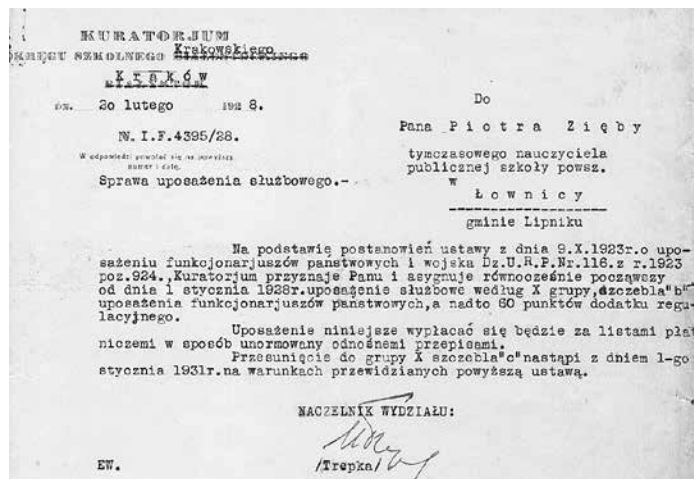 KURATORJUM
OKRĘGU SZKOLNEGO Krakowskiego
Kraków
DN. 20 lutego 1928.
N. I.F.4395/28.
W odpowiedzi powołać się na powyższy
numer i datę.
Sprawa uposażenia służbowego.-
Do
Pana Piotra Zięby
tymczasowego nauczyciela
publicznej szkoły powsz.
w
Łownicy
gminie Lipniku
Na podstawie postanowień ustawy z dnia 9.X.1923r.o upo-
sażeniu funkcjonarjuszów państwowych i wojska Dz.U.R.P.Nr.116.z r.1923
poz.924.,Kuratorjum przyznaje Panu i asygnuje równocześnie począwszy
od dnia 1 stycznia 1928r.uposażenie służbowe według X grupy,szczebla"b"
uposażenia funkcjonarjuszów państwowych,a nadto 60 punktów dodatku regu-
lacyjnego.
Uposażenie niniejsze wypłacać się będzie za listami płat
niczemi w sposób unormowany odnośnemi przepisami.
Przesunięcie do grupy X szczebla"c"nastąpi z dniem 1-go
stycznia 1931r.na warunkach przewidzianych powyższą ustawą.
NACZELNIK WYDZIAŁU:
EW. /Trepka/